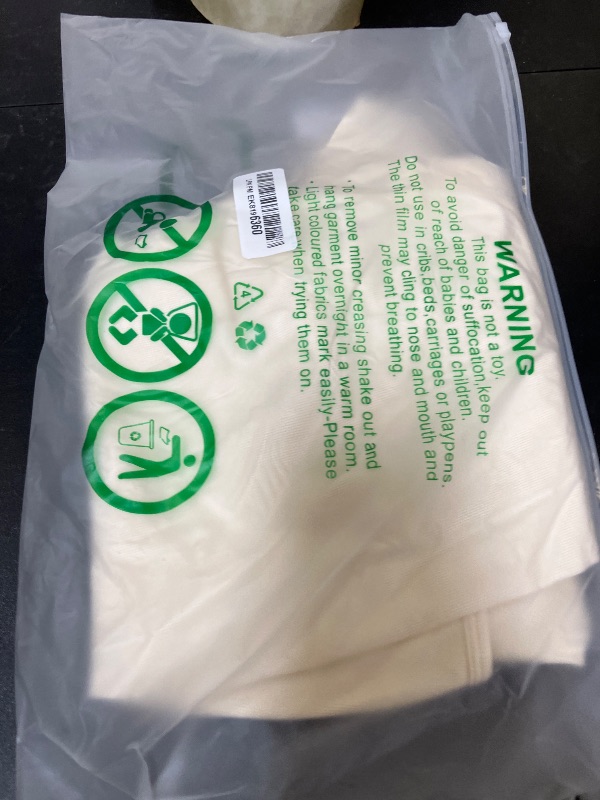 WARNING
This bag is not a toy.
To avoid danger of suffocation,keep out
of reach of babies and children.
Do not use in cribs,beds,carriages or playpens.
The thin film may cling to nose and mouth and
prevent breathing.
· To remove minor creasing shake out and
hang garment overnight in a warm room.
· Light coloured fabrics mark easily-Please
take care when trying them on.
6360
4